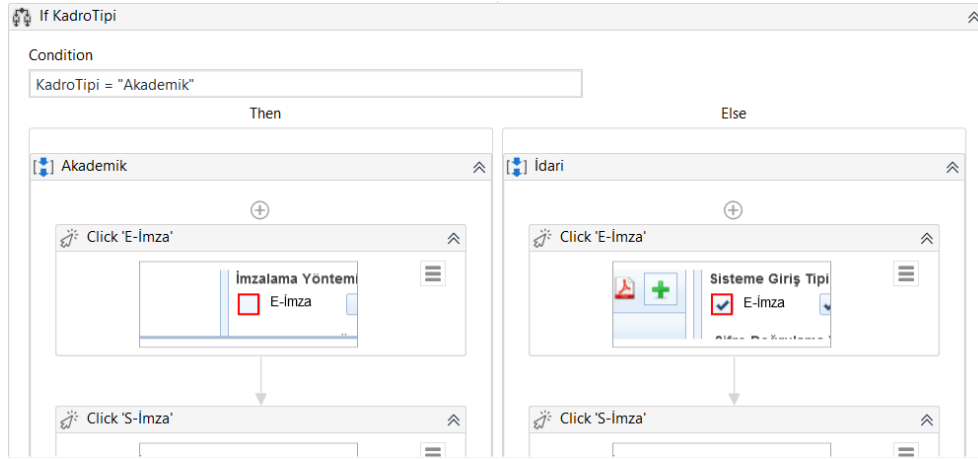 If KadroTipi
Condition
KadroTipi = "Akademik"
Then
Else
Akademik
İdari
Click 'E-İmza'
Click 'E-İmza'
İmzalama Yöntemi
E-İmza
Sisteme Giriş Tipi
E-İmza
Click 'S-İmza'
Click 'S-İmza'